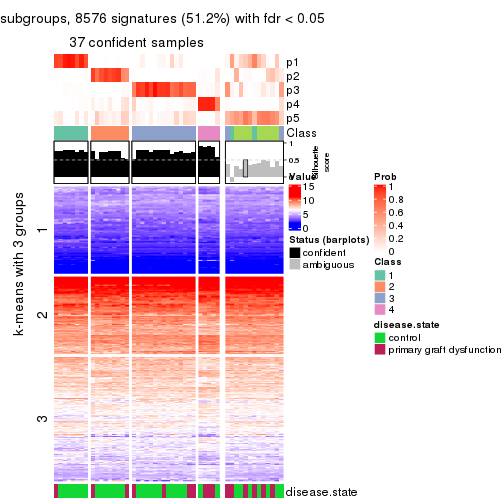 subgroups, 8576 signatures (51.2%) with fdr < 0.05
37 confident samples
p1
p2
p3
p4
p5
Class
1
0.5
0
Silhouette
score
k-means with 3 groups
1
2
3
disease.state
Value
15
10
5
0
Status (barplots)
confident
ambiguous
Prob
1
0.8
0.6
0.4
0.2
0
Class
1
2
3
4
disease.state
control
primary graft dysfunction